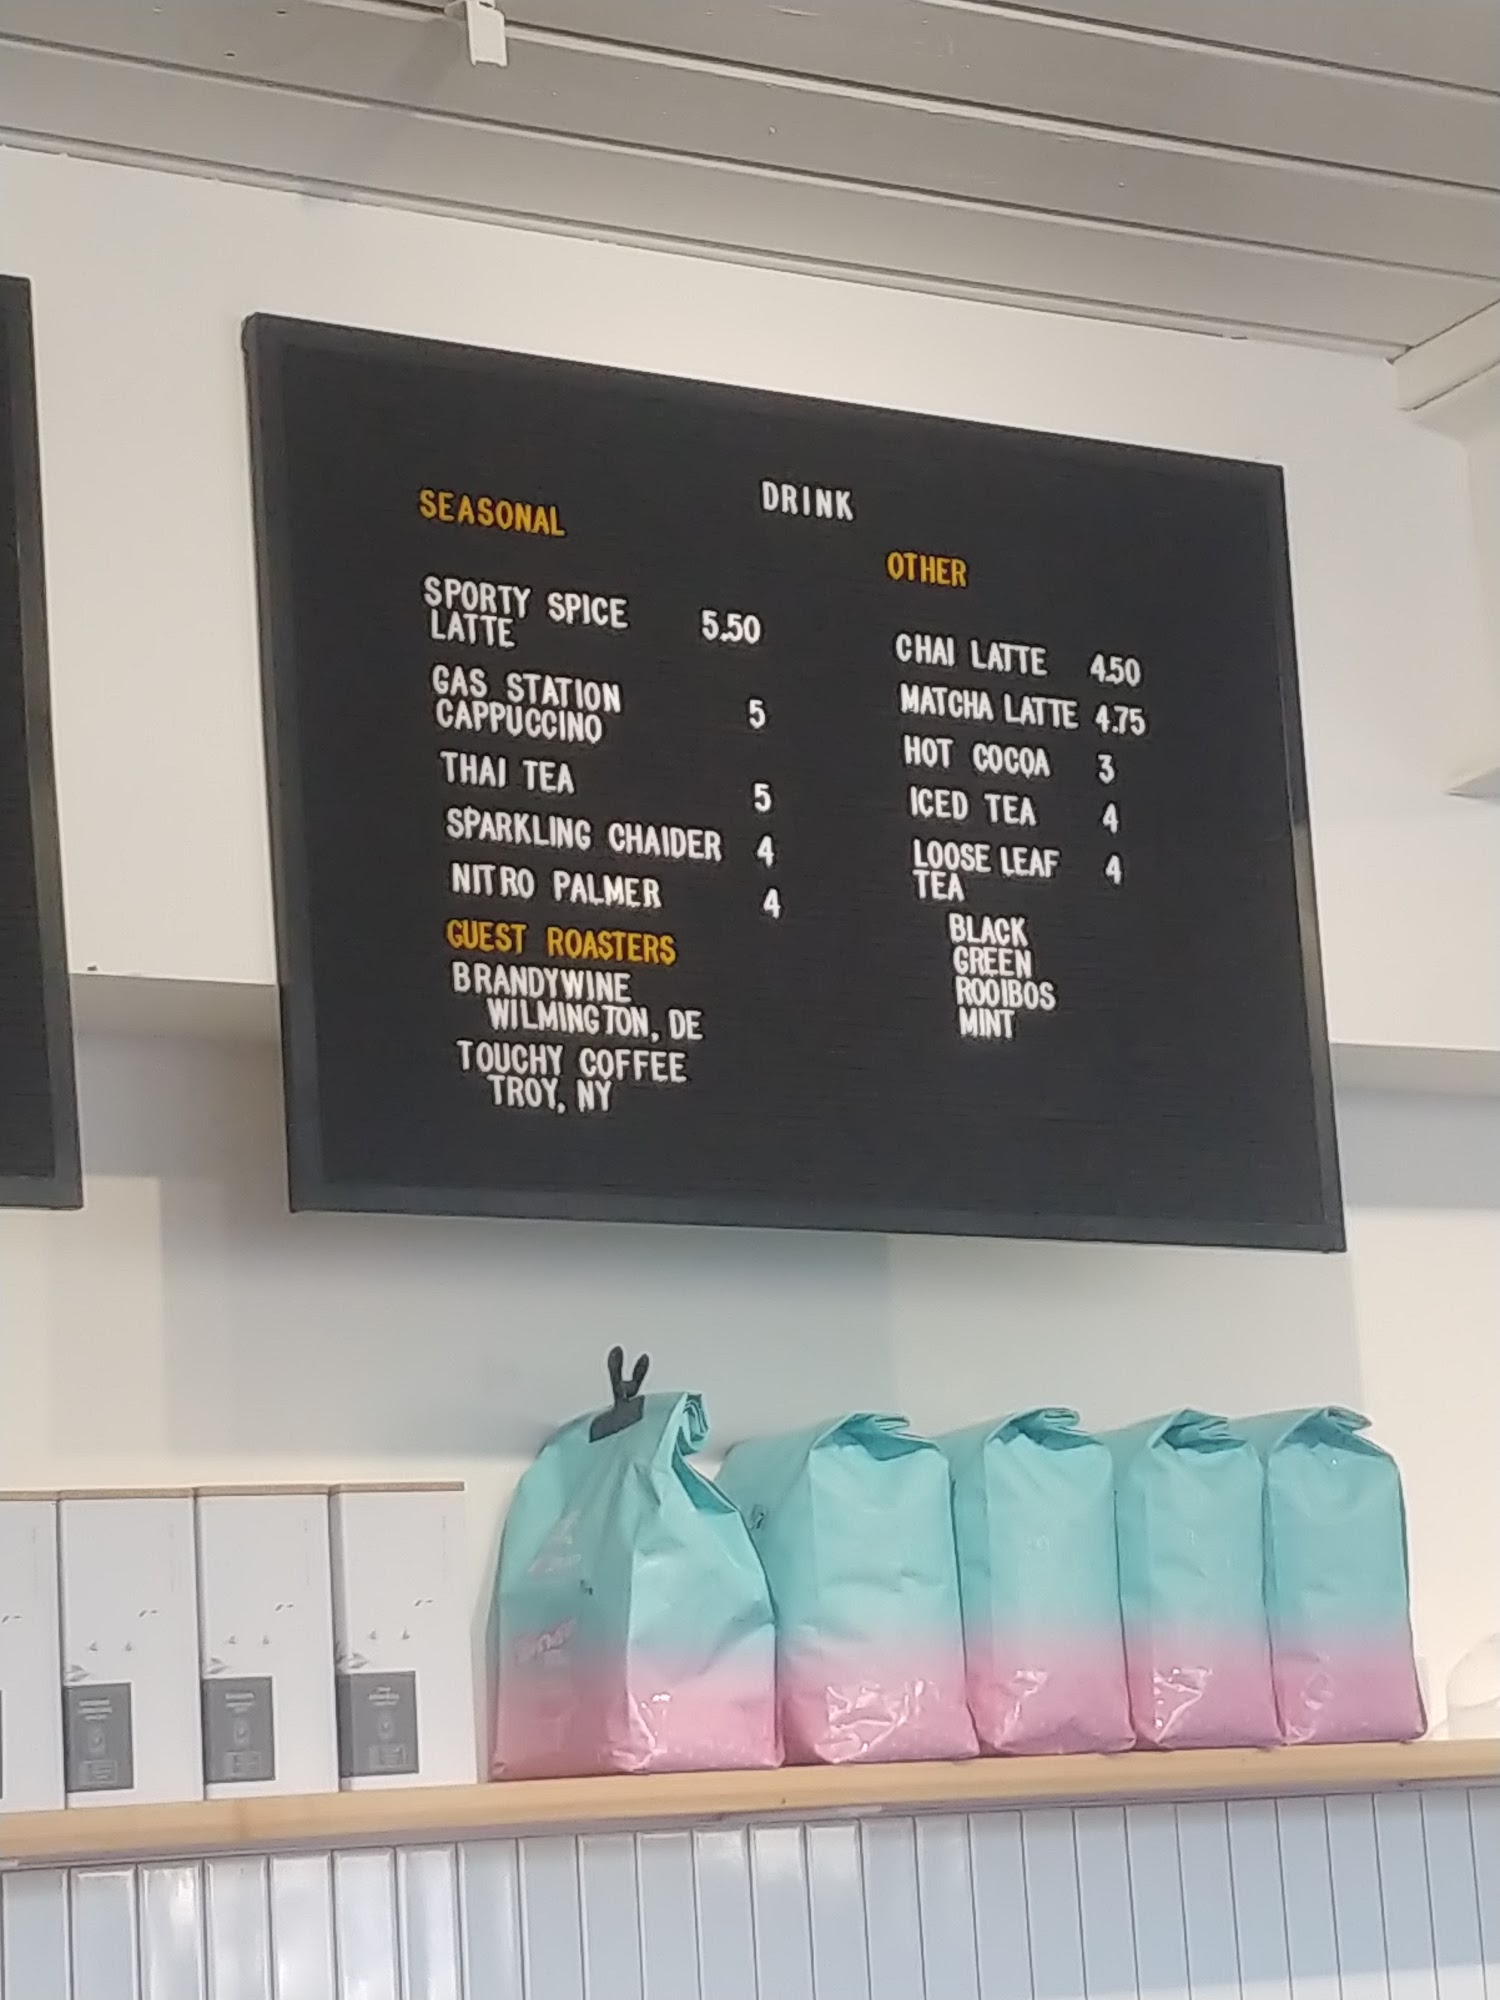 DRINK
SEASONAL
SPORTY SPICE
LATTE 5.50
GAS STATION
CAPPUCCINO 5
THAI TEA 5
SPARKLING CHAIDER 4
NITRO PALMER 4
GUEST ROASTERS
BRANDYWINE
WILMINGTON, DE
TOUCHY COFFEE
TROY, NY
OTHER
CHAI LATTE 4.50
MATCHA LATTE 4.75
HOT COCOA 3
ICED TEA 4
LOOSE LEAF 4
TEA
BLACK
GREEN
ROOIBOS
MINT